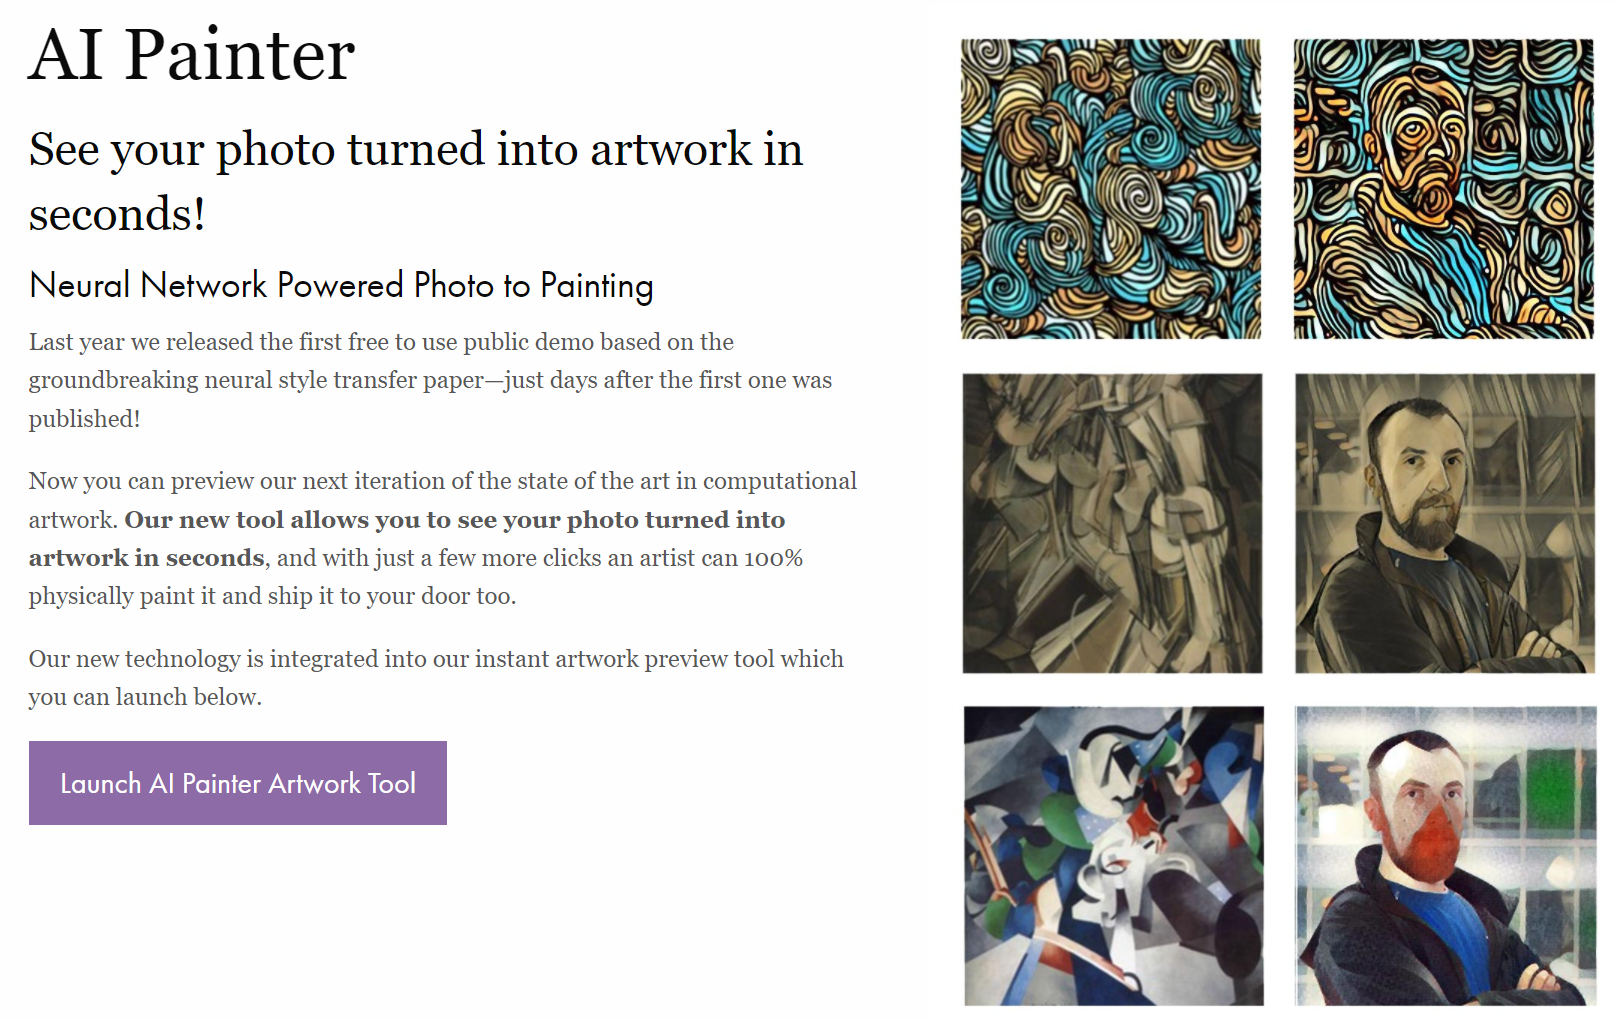 AI Painter
See your photo turned into artwork in
seconds!
Neural Network Powered Photo to Painting
Last year we released the first free to use public demo based on the
groundbreaking neural style transfer paper—just days after the first one was
published!
Now you can preview our next iteration of the state of the art in computational
artwork. Our new tool allows you to see your photo turned into
artwork in seconds, and with just a few more clicks an artist can 100%
physically paint it and ship it to your door too.
Our new technology is integrated into our instant artwork preview tool which
you can launch below.
Launch AI Painter Artwork Tool